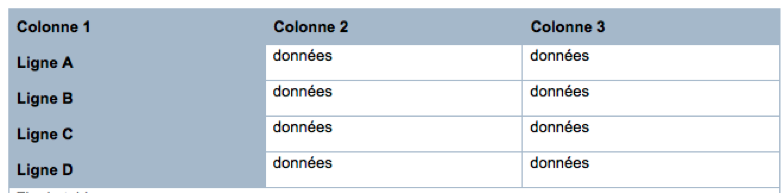 Colonne 1 Colonne 2 Colonne 3
Ligne A données données
Ligne B données données
Ligne C données données
Ligne D données données